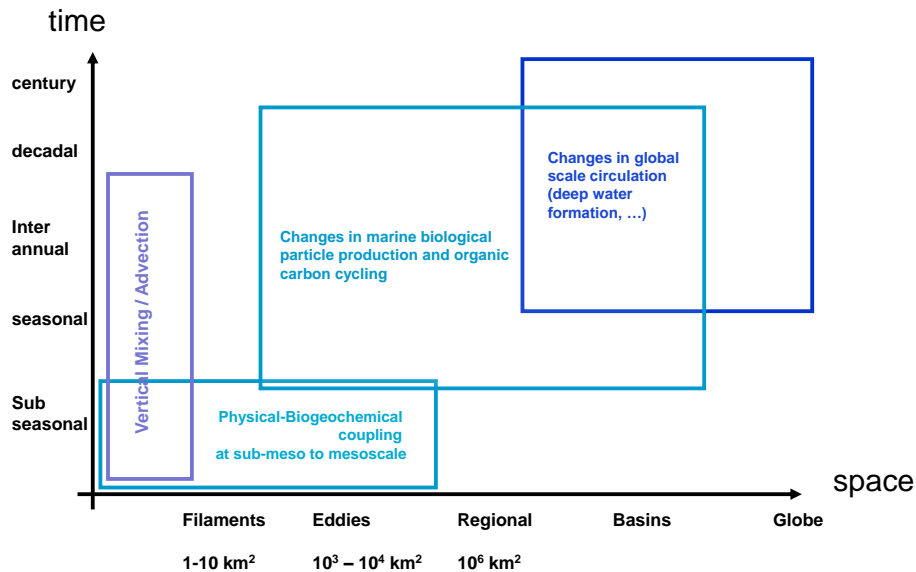 time
century
decadal
Inter
annual
seasonal
Sub
seasonal
Vertical Mixing / Advection
Changes in marine biological
particle production and organic
carbon cycling
Changes in global
scale circulation
(deep water
formation, ...)
Physical-Biogeochemical
coupling
at sub-meso to mesoscale
space
Filaments Eddies Regional Basins Globe
1-10 km² 10³ – 10⁴ km² 10⁶ km²